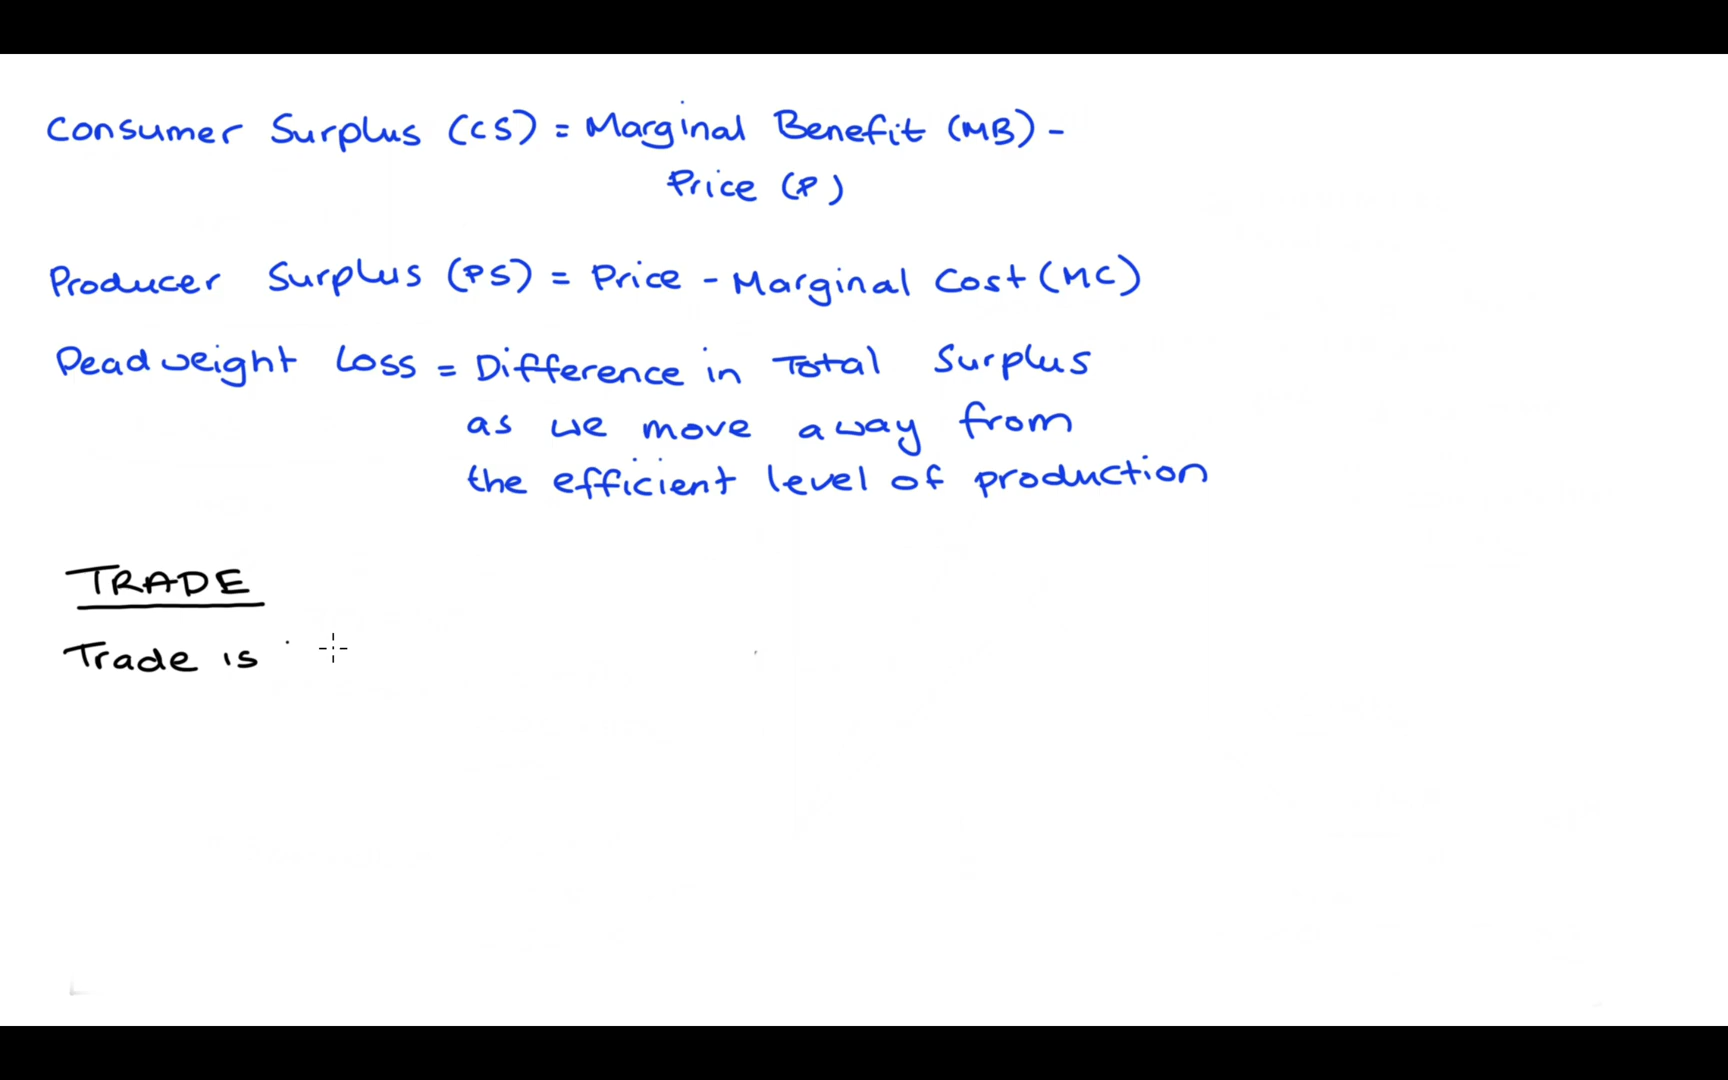 Consumer Surplus (CS) = Marginal Benefit (MB) -
Price (P)
Producer Surplus (PS) = Price - Marginal Cost (MC)
Deadweight Loss = Difference in Total Surplus
as we move away from
the efficient level of production
TRADE
Trade is